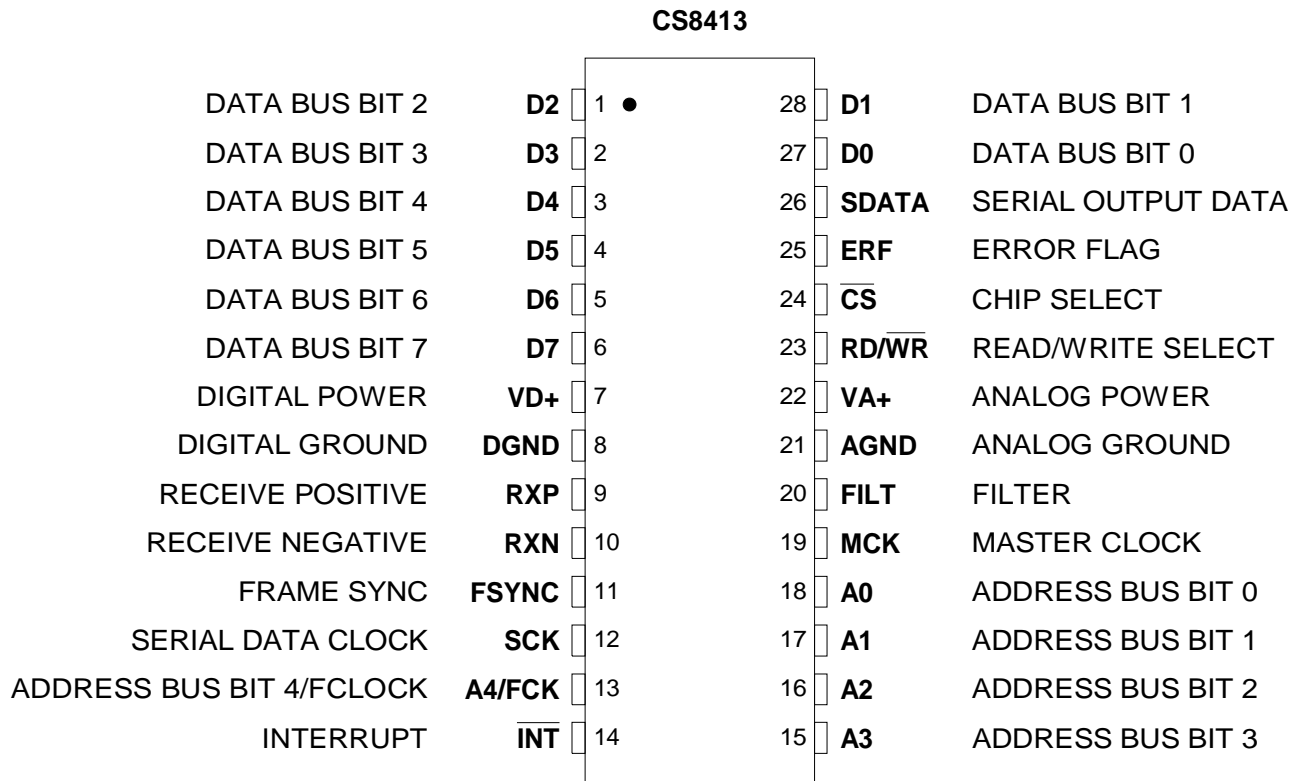 CS8413
DATA BUS BIT 2 D2 1 28 D1 DATA BUS BIT 1
DATA BUS BIT 3 D3 2 27 D0 DATA BUS BIT 0
DATA BUS BIT 4 D4 3 26 SDATA SERIAL OUTPUT DATA
DATA BUS BIT 5 D5 4 25 ERF ERROR FLAG
DATA BUS BIT 6 D6 5 24 C̅S̅ CHIP SELECT
DATA BUS BIT 7 D7 6 23 RD/W̅R̅ READ/WRITE SELECT
DIGITAL POWER VD+ 7 22 VA+ ANALOG POWER
DIGITAL GROUND DGND 8 21 AGND ANALOG GROUND
RECEIVE POSITIVE RXP 9 20 FILT FILTER
RECEIVE NEGATIVE RXN 10 19 MCK MASTER CLOCK
FRAME SYNC FSYNC 11 18 A0 ADDRESS BUS BIT 0
SERIAL DATA CLOCK SCK 12 17 A1 ADDRESS BUS BIT 1
ADDRESS BUS BIT 4/FCLOCK A4/FCK 13 16 A2 ADDRESS BUS BIT 2
INTERRUPT I̅N̅T̅ 14 15 A3 ADDRESS BUS BIT 3